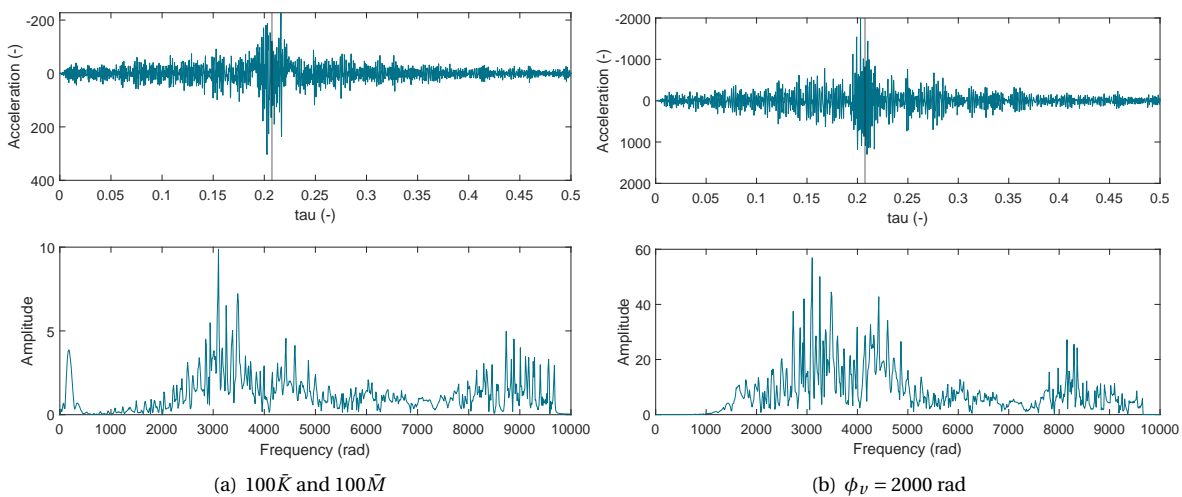 -200
0
200
400
Acceleration (-)
0 0.05 0.1 0.15 0.2 0.25 0.3 0.35 0.4 0.45 0.5
tau (-)
-2000
-1000
0
1000
2000
Acceleration (-)
0 0.05 0.1 0.15 0.2 0.25 0.3 0.35 0.4 0.45 0.5
tau (-)
10
5
0
Amplitude
0 1000 2000 3000 4000 5000 6000 7000 8000 9000 10000
Frequency (rad)
60
40
20
0
Amplitude
0 1000 2000 3000 4000 5000 6000 7000 8000 9000 10000
Frequency (rad)
(a) 100K̄ and 100M̄
(b) ϕᵥ = 2000 rad